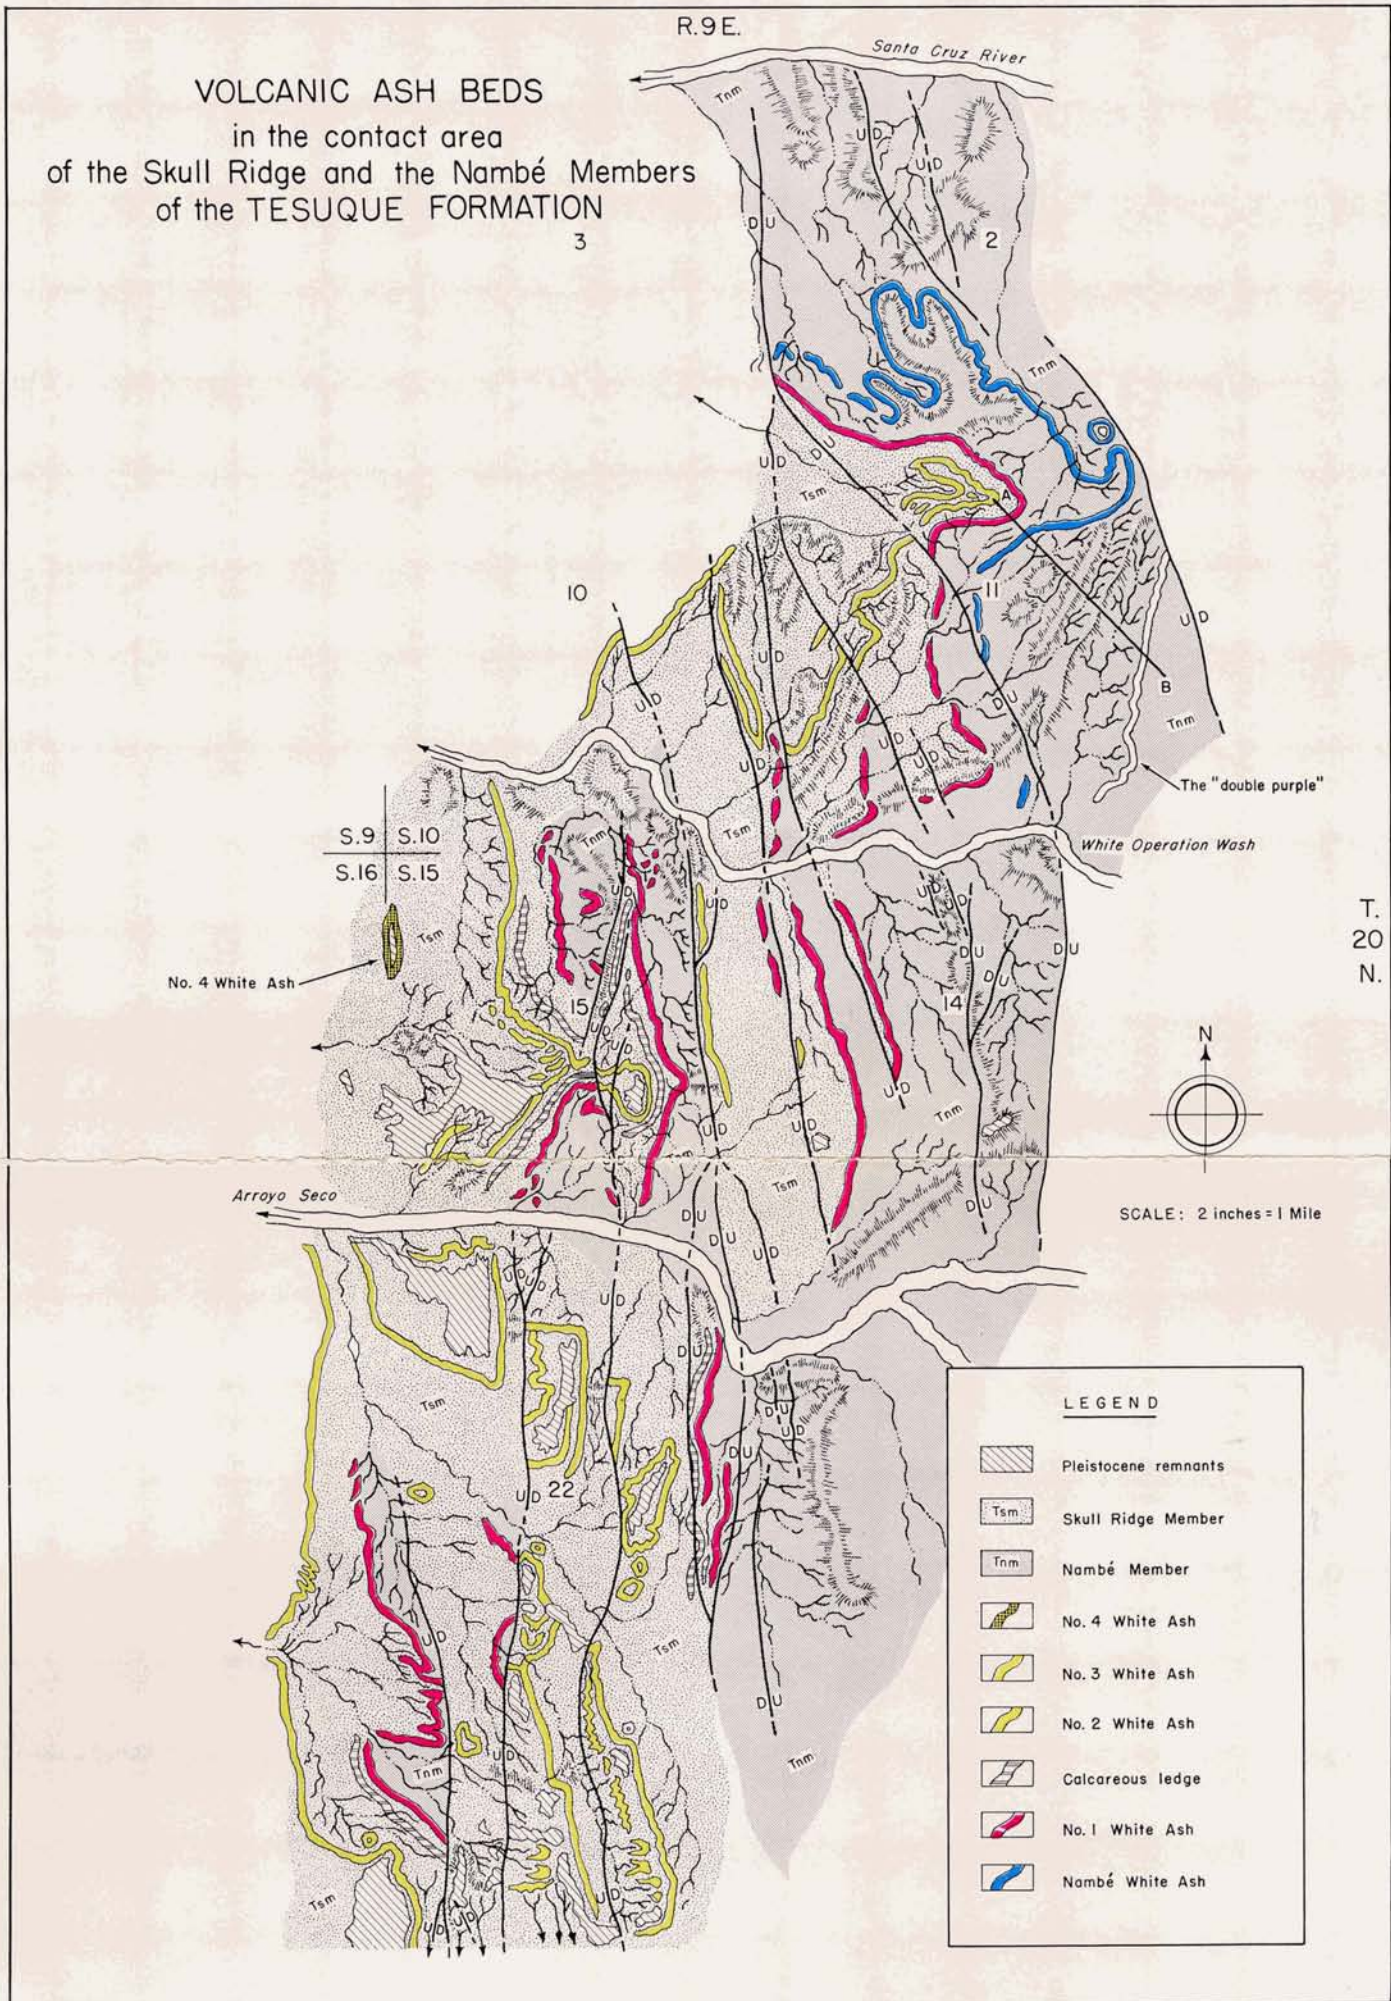 R.9 E.
Santa Cruz River
VOLCANIC ASH BEDS
in the contact area
of the Skull Ridge and the Nambé Members
of the TESUQUE FORMATION
Tnm
U D
U D
D U
3
2
Tnm
U D
D U
A
Tsm
10
11
U D
U D
B
U D
D U
Tnm
U D
U D
U D
The "double purple"
Tsm
White Operation Wash
S.9 S.10
S.16 S.15
Tnm
U D
U D
U D
U D
T.
20
N.
Tsm
D U
D U
D U
No. 4 White Ash
15
14
U D
U D
N
U D
Tnm
U D
U D
Tnm
Tsm
Arroyo Seco
D U
D U
SCALE: 2 inches = 1 Mile
D U
U D
U D
U D
U D
D U
Tsm
D U
U D
Tsm
D U
U D
22
U D
Tsm
D U
Tnm
U D
Tnm
Tsm
U D
U D
U D
LEGEND
Pleistocene remnants
Tsm
Skull Ridge Member
Tnm
Nambé Member
No. 4 White Ash
No. 3 White Ash
No. 2 White Ash
Calcareous ledge
No. 1 White Ash
Nambé White Ash